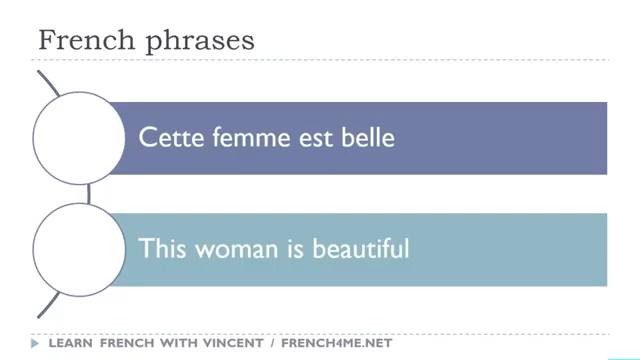 French phrases
Cette femme est belle
This woman is beautiful
LEARN FRENCH WITH VINCENT / FRENCH4ME.NET